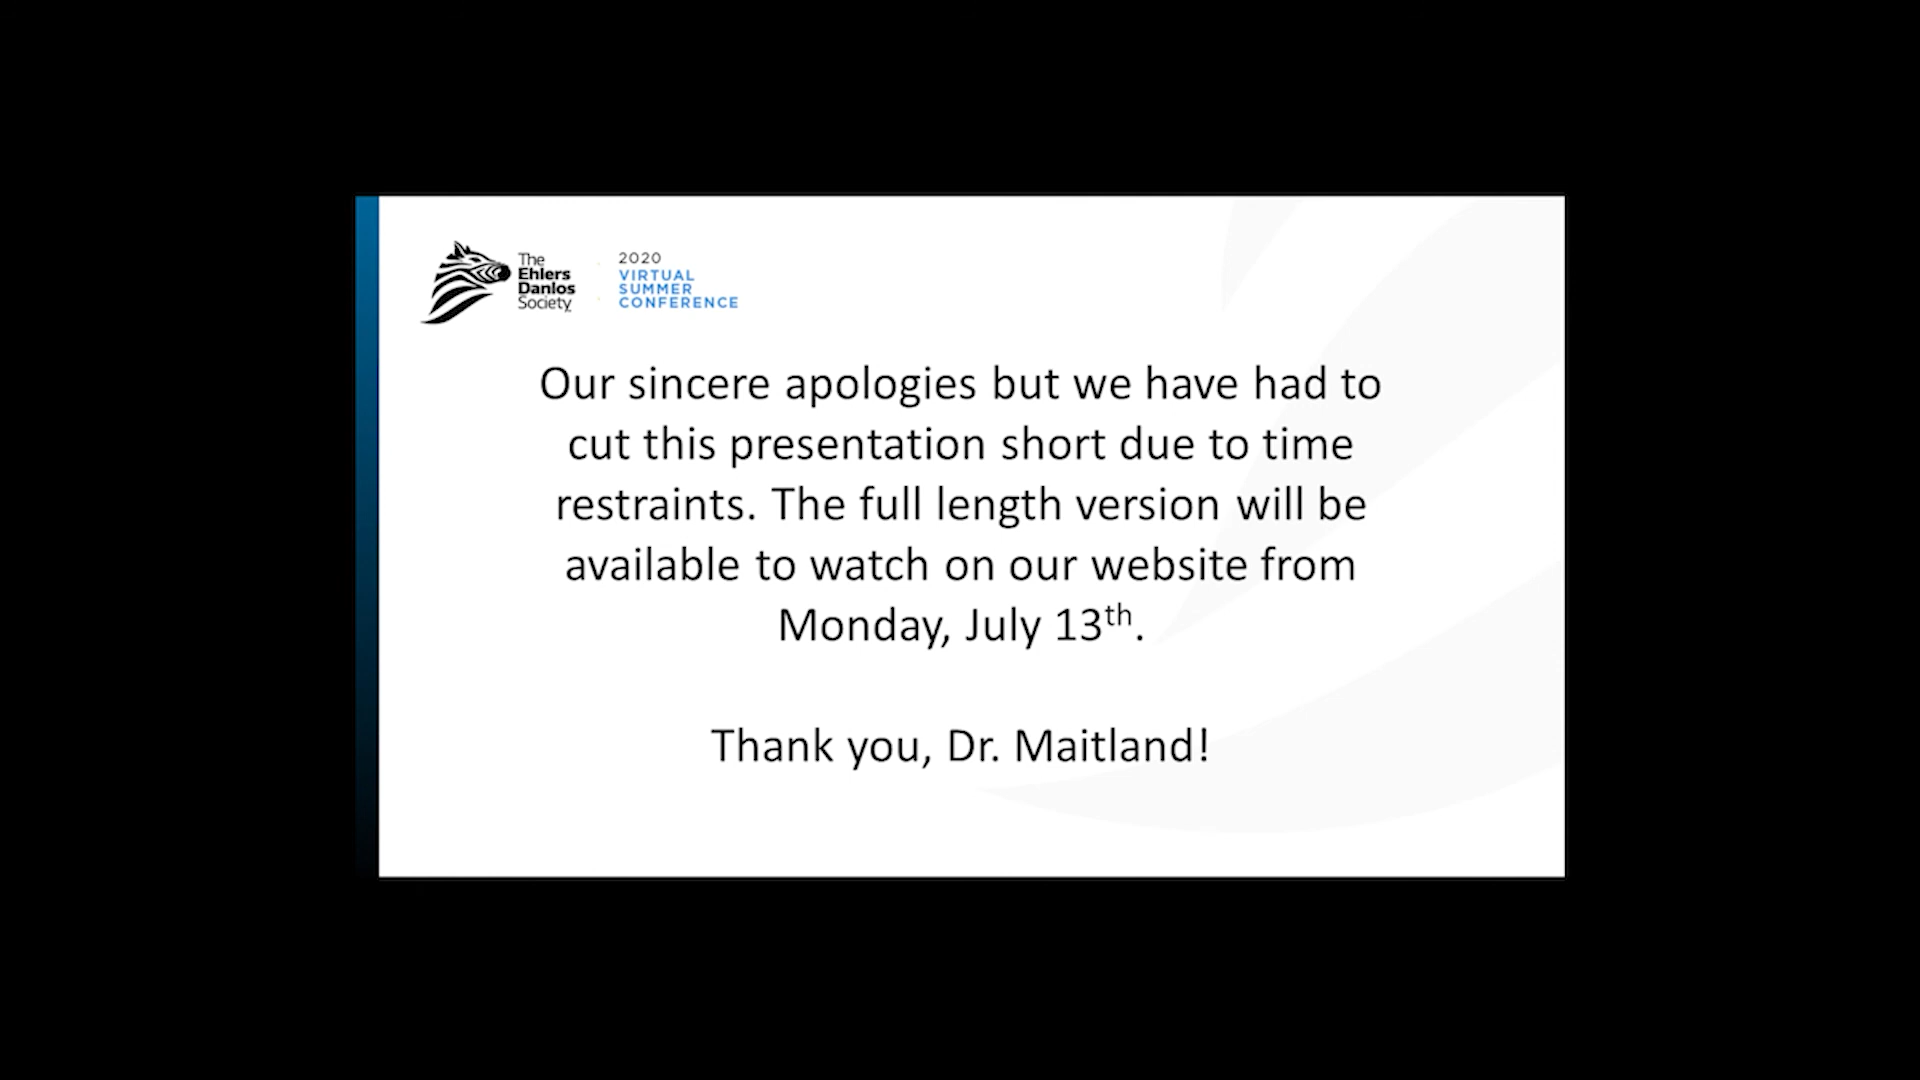 The
Ehlers
Danlos
Society
2020
VIRTUAL
SUMMER
CONFERENCE
Our sincere apologies but we have had to
cut this presentation short due to time
restraints. The full length version will be
available to watch on our website from
Monday, July 13th.
Thank you, Dr. Maitland!